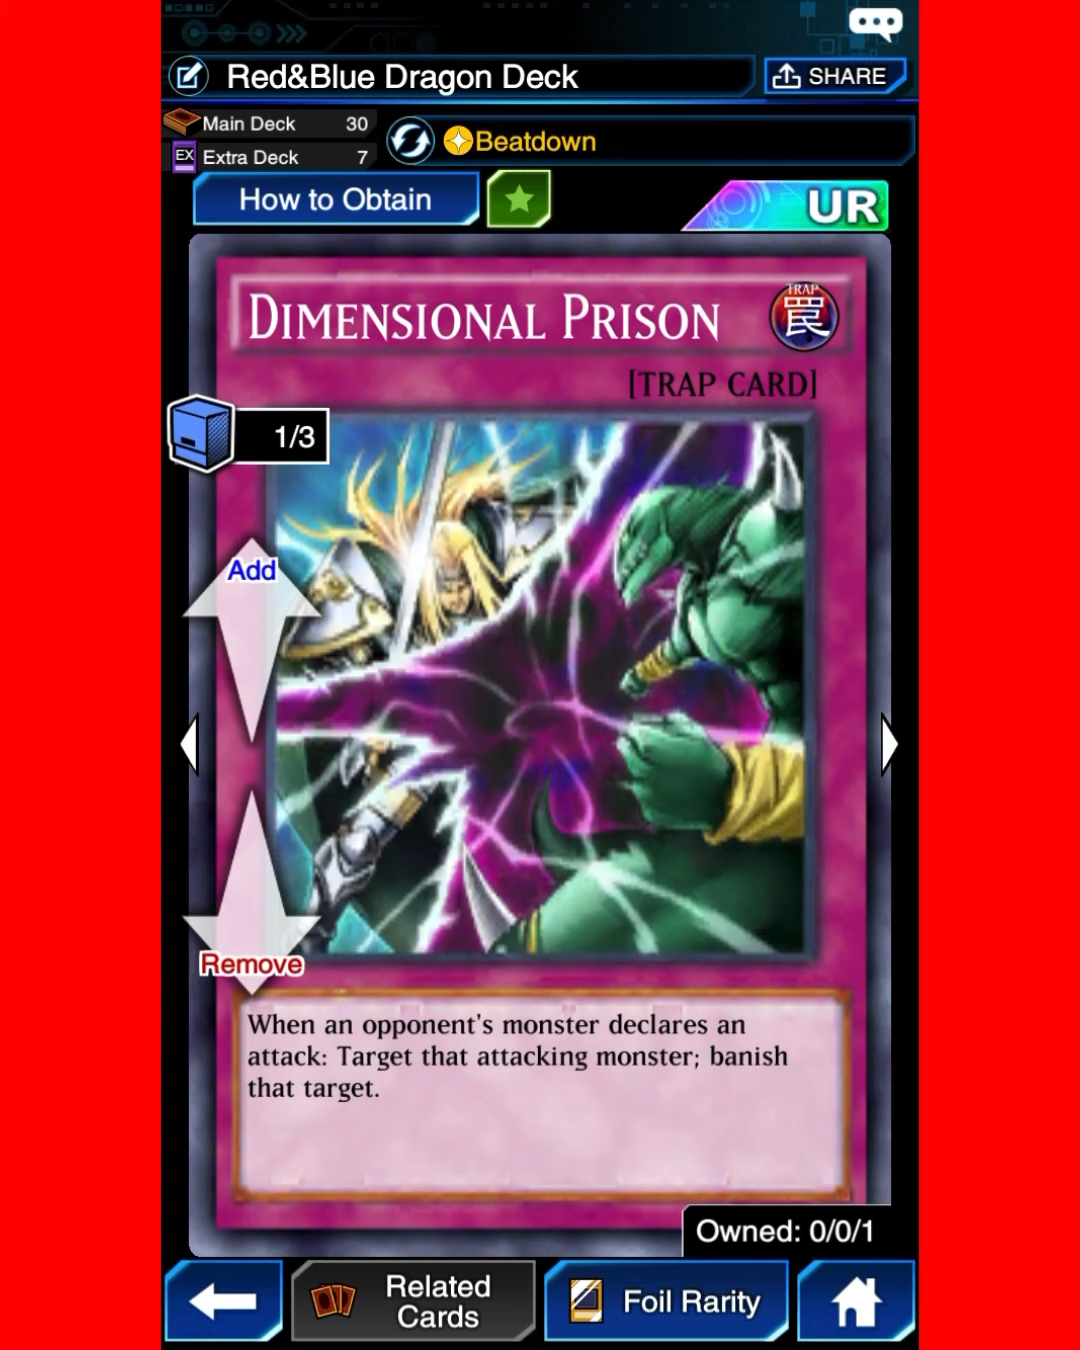 Red&Blue Dragon Deck
SHARE
Main Deck 30
EX Extra Deck 7
Beatdown
How to Obtain
UR
DIMENSIONAL PRISON
TRAP
罠
[TRAP CARD]
1/3
Add
Remove
When an opponent's monster declares an
attack: Target that attacking monster; banish
that target.
Owned: 0/0/1
Related
Cards
Foil Rarity